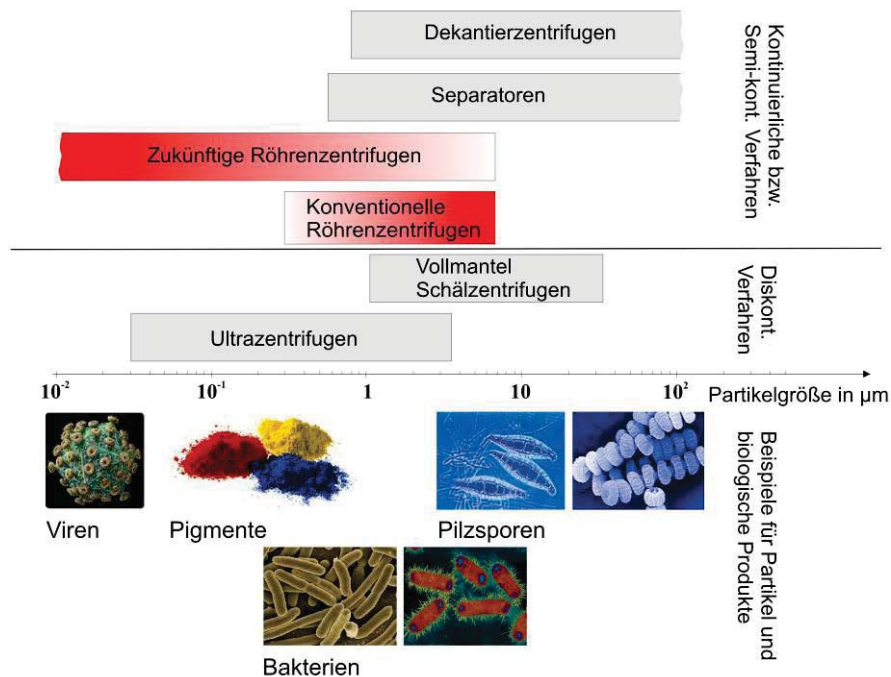 Dekantierzentrifugen
Separatoren
Zukünftige Röhrenzentrifugen
Konventionelle
Röhrenzentrifugen
Kontinuierliche bzw.
Semi-kont. Verfahren
Vollmantel
Schälzentrifugen
Ultrazentrifugen
Diskont.
Verfahren
10⁻² 10⁻¹ 1 10 10² Partikelgröße in µm
Viren Pigmente Pilzsporen
Bakterien
Beispiele für Partikel und
biologische Produkte